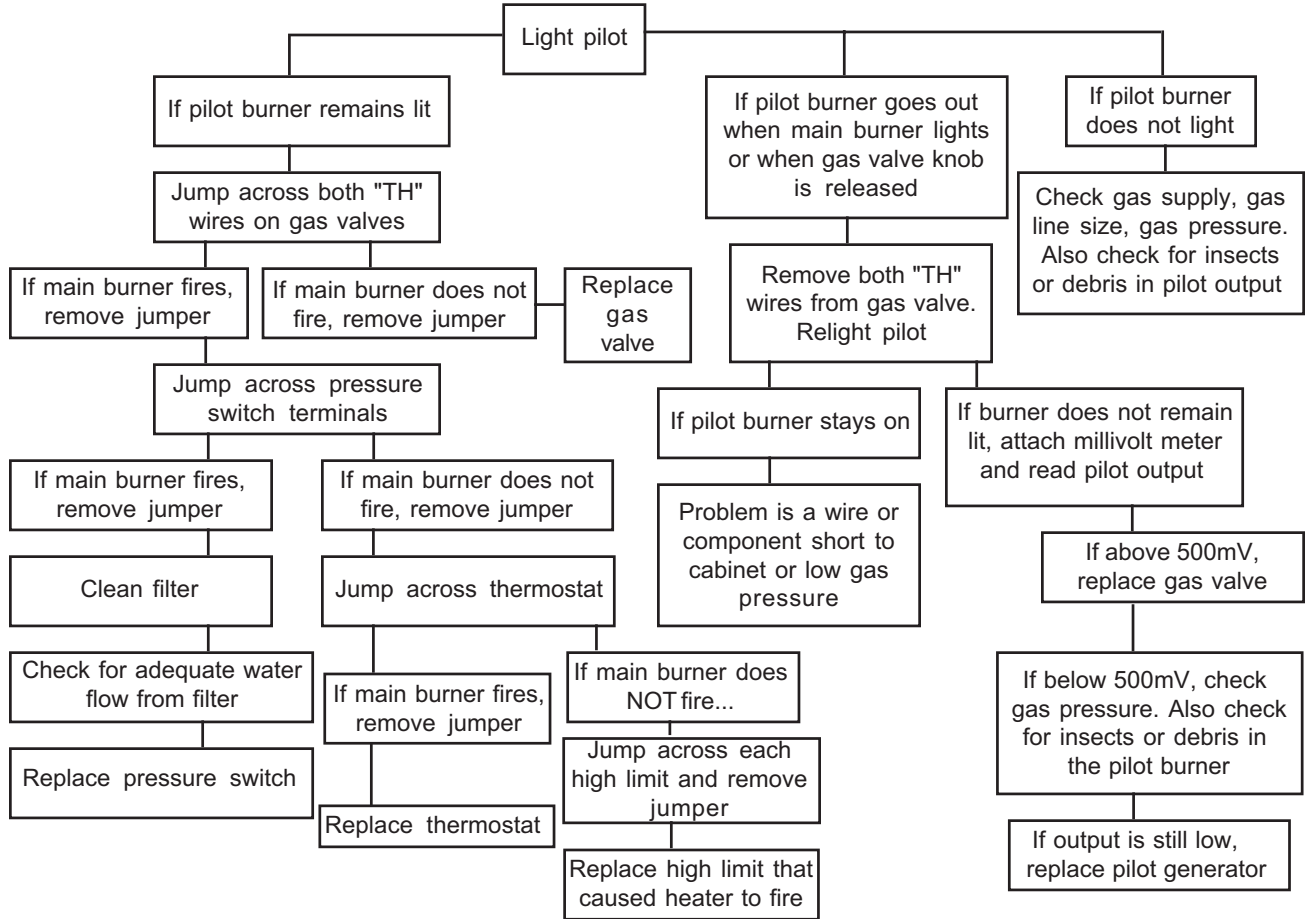 Light pilot
If pilot burner remains lit
Jump across both "TH"
wires on gas valves
If main burner fires,
remove jumper
If main burner does not
fire, remove jumper
Replace
gas
valve
Jump across pressure
switch terminals
If main burner fires,
remove jumper
Clean filter
Check for adequate water
flow from filter
Replace pressure switch
If main burner does not
fire, remove jumper
Jump across thermostat
If main burner fires,
remove jumper
Replace thermostat
If main burner does
NOT fire...
Jump across each
high limit and remove
jumper
Replace high limit that
caused heater to fire
If pilot burner goes out
when main burner lights
or when gas valve knob
is released
Remove both "TH"
wires from gas valve.
Relight pilot
If pilot burner stays on
Problem is a wire or
component short to
cabinet or low gas
pressure
If burner does not remain
lit, attach millivolt meter
and read pilot output
If above 500mV,
replace gas valve
If below 500mV, check
gas pressure. Also check
for insects or debris in
the pilot burner
If output is still low,
replace pilot generator
If pilot burner
does not light
Check gas supply, gas
line size, gas pressure.
Also check for insects
or debris in pilot output